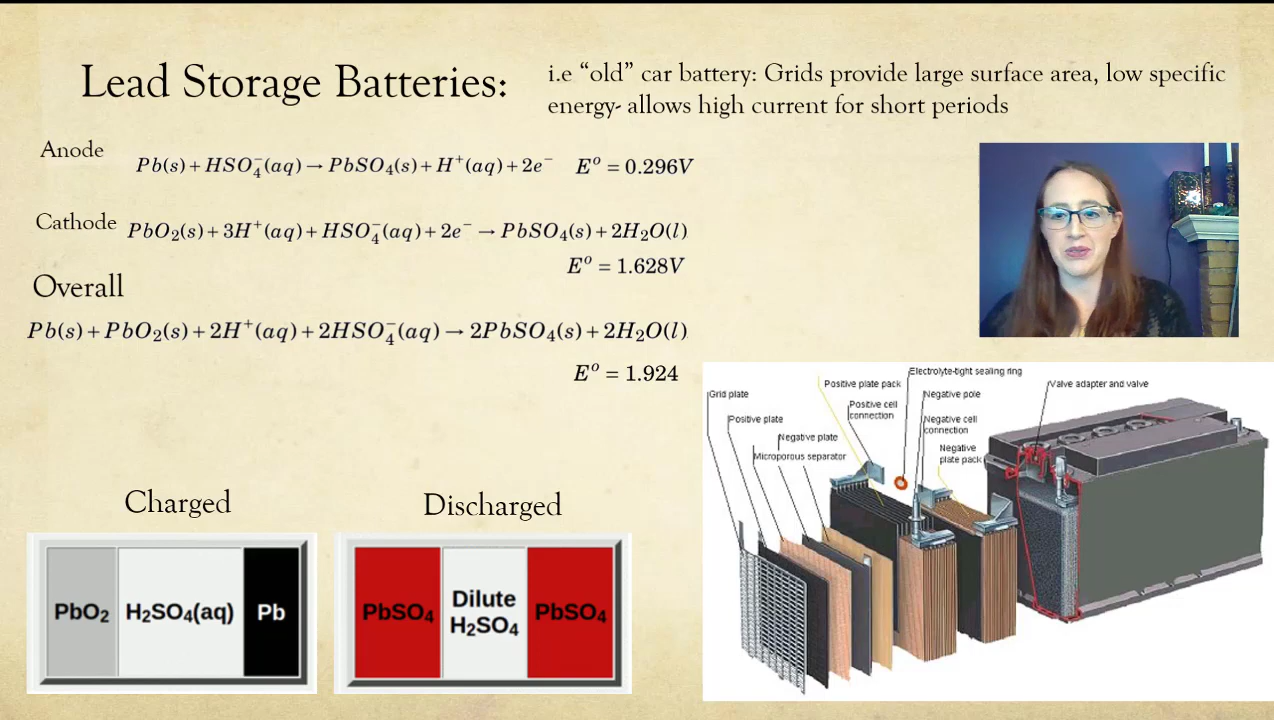 Lead Storage Batteries:
i.e “old” car battery: Grids provide large surface area, low specific
energy- allows high current for short periods
Anode
Pb(s)+HSO₄⁻(aq)→PbSO₄(s)+H⁺(aq)+2e⁻ E° = 0.296V
Cathode
PbO₂(s)+3H⁺(aq)+HSO₄⁻(aq)+2e⁻→PbSO₄(s)+2H₂O(l)
E° = 1.628V
Overall
Pb(s)+PbO₂(s)+2H⁺(aq)+2HSO₄⁻(aq)→2PbSO₄(s)+2H₂O(l)
E° = 1.924
Charged
PbO₂
H₂SO₄(aq)
Pb
Discharged
PbSO₄
Dilute
H₂SO₄
PbSO₄
Grid plate
Positive plate
Negative plate
Microporous separator
Positive plate pack
Positive cell
connection
Electrolyte-tight sealing ring
Negative pole
Negative cell
connection
Negative
plate pack
Valve adapter and valve